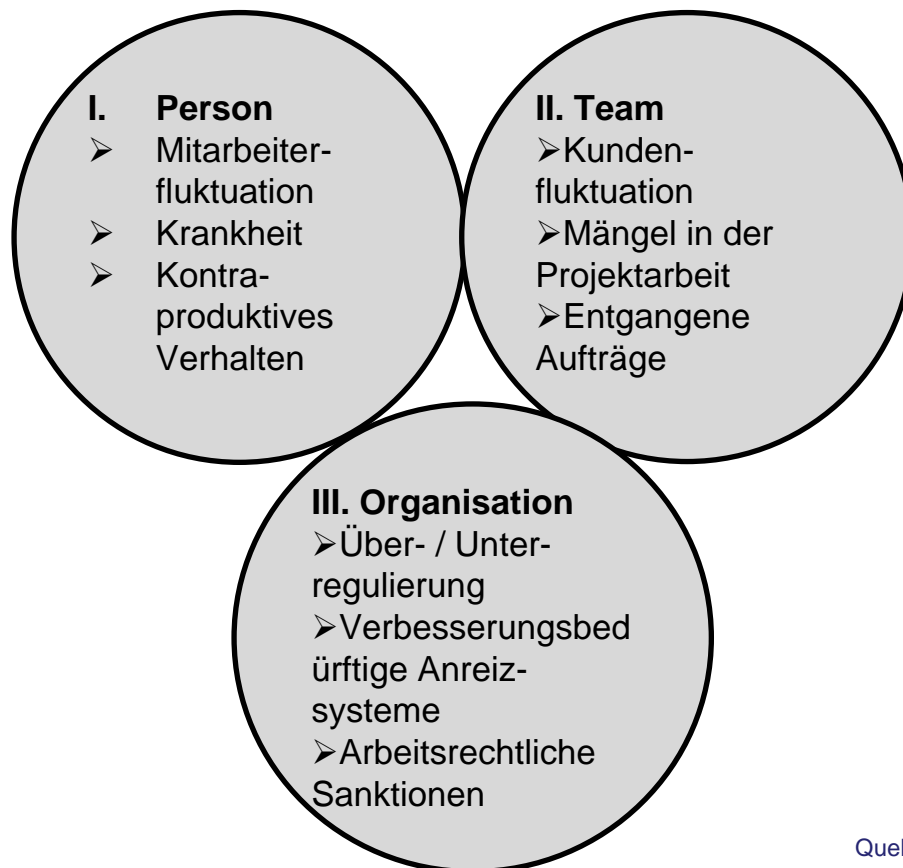 I. Person
➢ Mitarbeiter-
fluktuation
➢ Krankheit
➢ Kontra-
produktives
Verhalten
II. Team
➢Kunden-
fluktuation
➢Mängel in der
Projektarbeit
➢Entgangene
Aufträge
III. Organisation
➢Über- / Unter-
regulierung
➢Verbesserungsbed
ürftige Anreiz-
systeme
➢Arbeitsrechtliche
Sanktionen